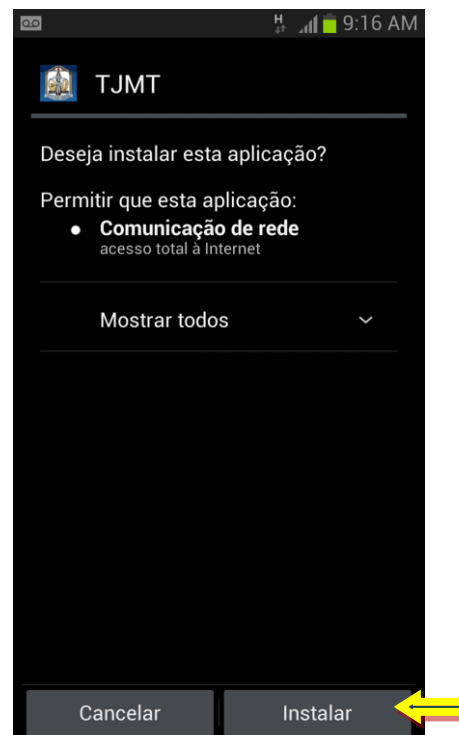 H 9:16 AM
TJMT
Deseja instalar esta aplicação?
Permitir que esta aplicação:
● Comunicação de rede
acesso total à Internet
Mostrar todos
Cancelar Instalar